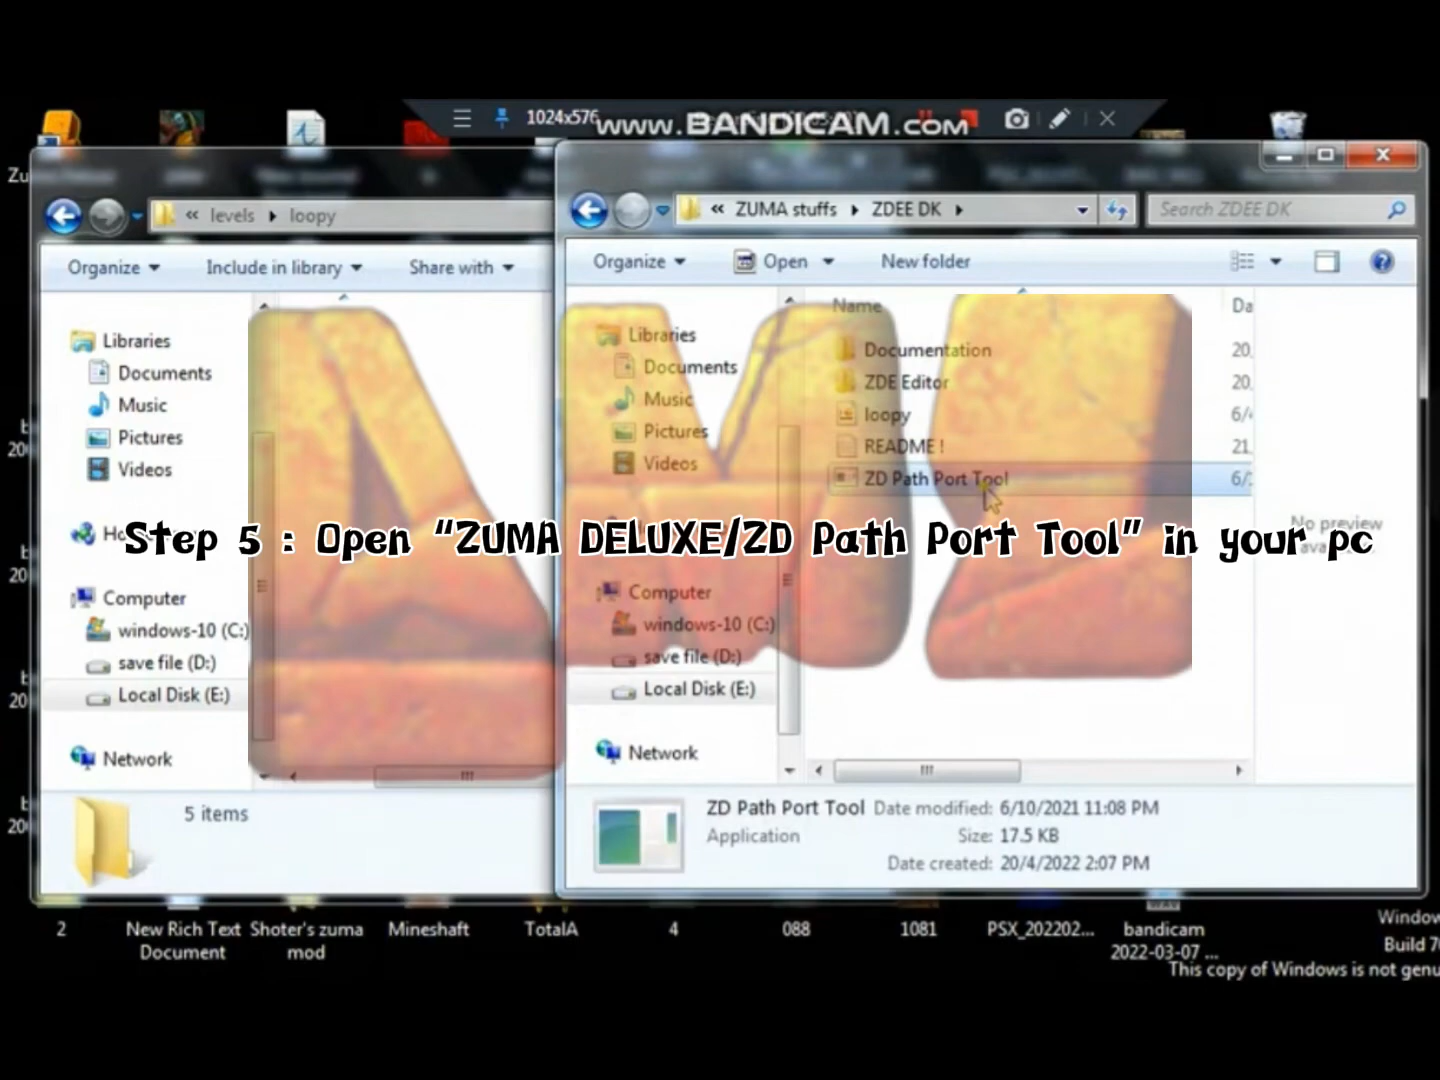 1024x576
www.BANDICAM.com
« levels ▸ loopy
« ZUMA stuffs ▸ ZDEE DK ▸
Search ZDEE DK
Organize
Include in library
Share with
Organize
Open
New folder
Libraries
Documents
Music
Pictures
Videos
Computer
windows-10 (C:)
save file (D:)
Local Disk (E:)
Network
5 items
Libraries
Documents
Music
Pictures
Videos
Computer
windows-10 (C:)
save file (D:)
Local Disk (E:)
Network
Name
Documentation
ZDE Editor
loopy
README !
ZD Path Port Tool
No preview
Step 5 : Open “ZUMA DELUXE/ZD Path Port Tool” in your pc
ZD Path Port Tool Date modified: 6/10/2021 11:08 PM
Application Size: 17.5 KB
Date created: 20/4/2022 2:07 PM
2
New Rich Text
Document
Shoter's zuma
mod
Mineshaft
TotalA
4
088
1081
PSX_202202...
bandicam
2022-03-07 ...
Window
Build 7
This copy of Windows is not genu